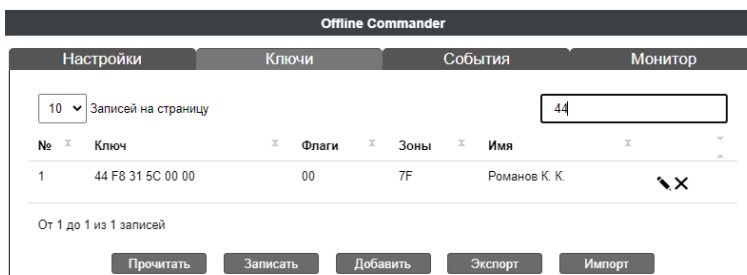 Offline Commander
Настройки Ключи События Монитор
10 Записей на страницу 44
№ Ключ Флаги Зоны Имя
1 44 F8 31 5C 00 00 00 7F Романов К. К.
От 1 до 1 из 1 записей
Прочитать Записать Добавить Экспорт Импорт